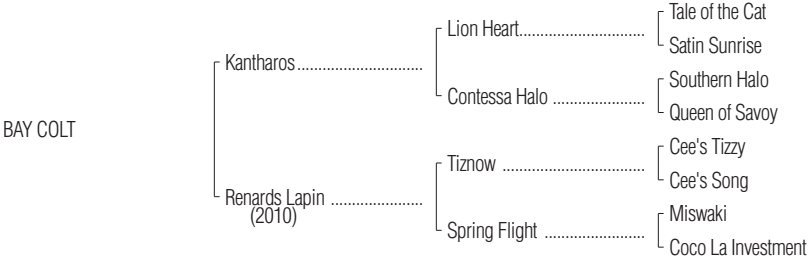 Tale of the Cat
Lion Heart..............................
Satin Sunrise
Kantharos..............................
Southern Halo
Contessa Halo ......................
Queen of Savoy
BAY COLT
Cee's Tizzy
Tiznow ..................................
Cee's Song
Renards Lapin ......................
(2010)
Miswaki
Spring Flight ........................
Coco La Investment